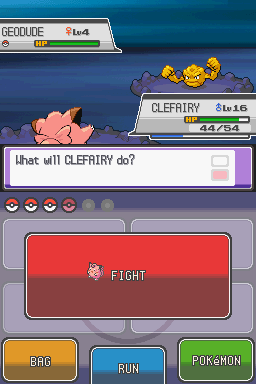 GEODUDE ♀Lv4
HP
CLEFAIRY ♂Lv16
HP
44/54
What will CLEFAIRY do?
FIGHT
BAG
RUN
POKéMON